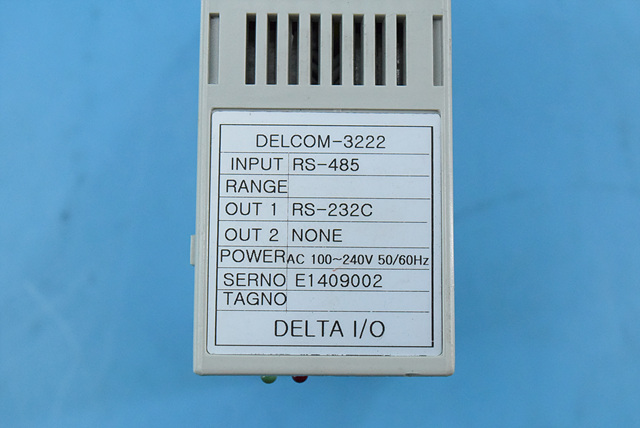 DELCOM-3222
INPUT RS-485
RANGE
OUT 1 RS-232C
OUT 2 NONE
POWER AC 100~240V 50/60Hz
SERNO E1409002
TAGNO
DELTA I/O